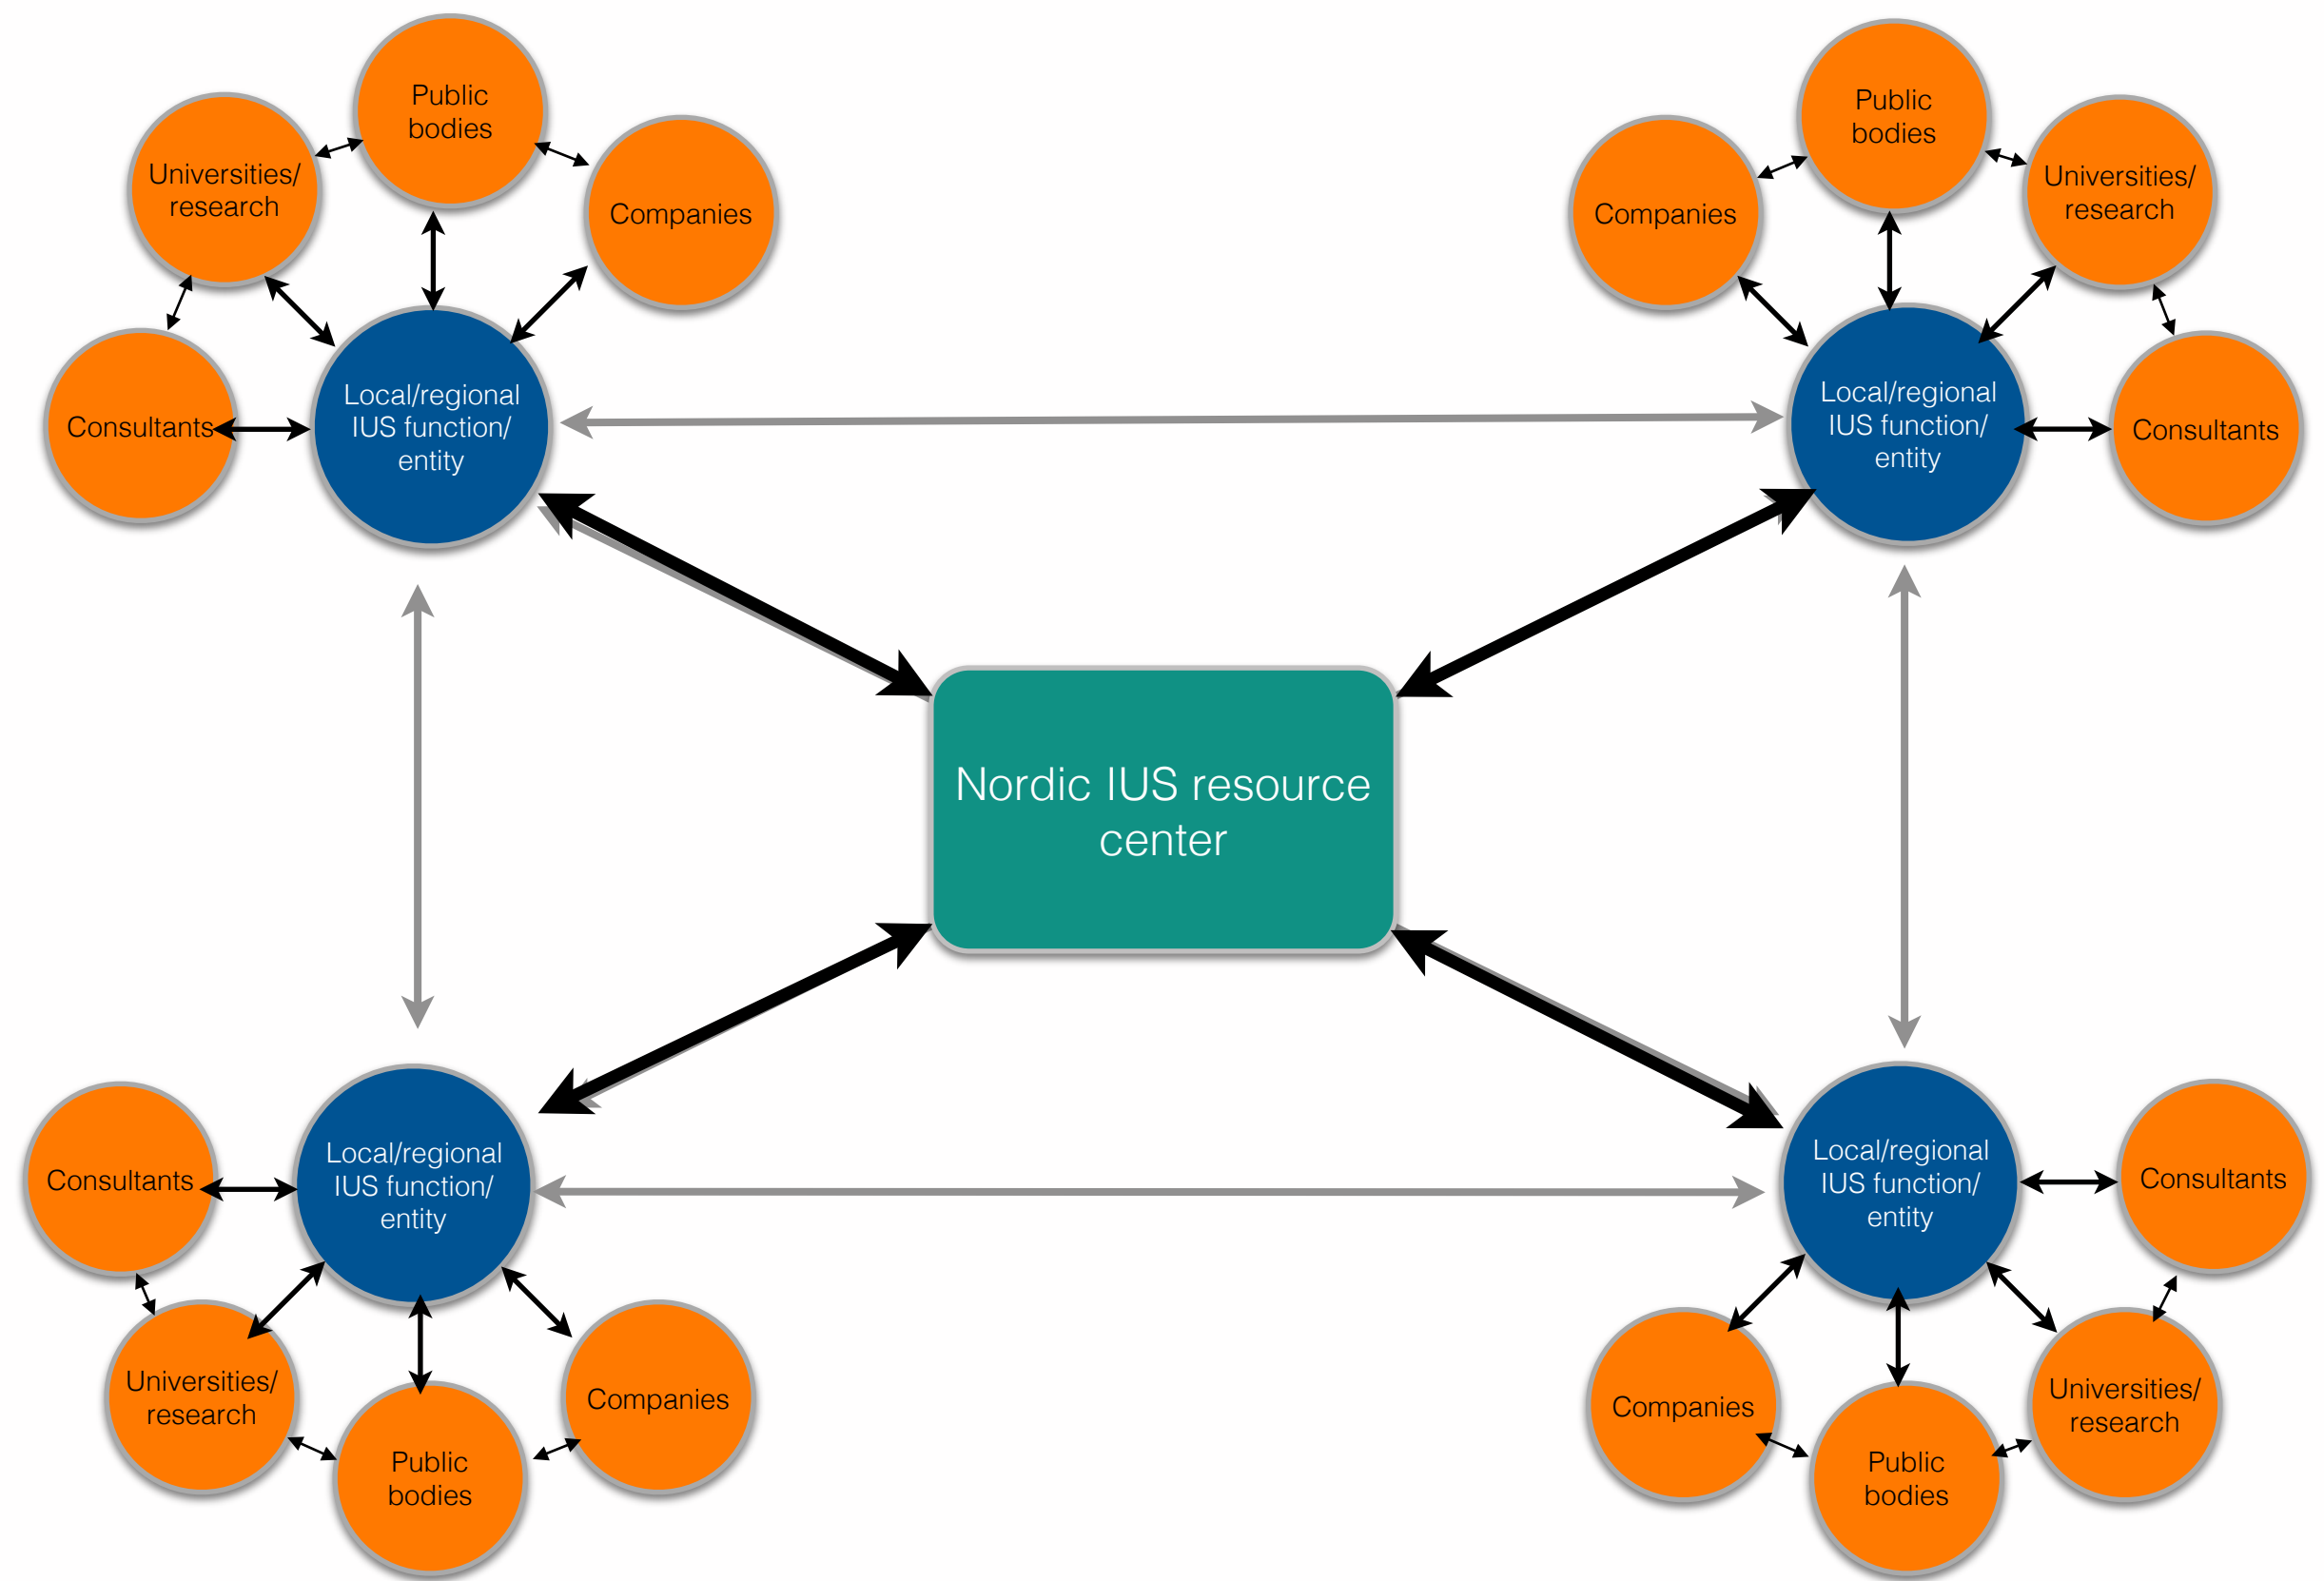 Public
bodies
Universities/
research
Companies
Consultants
Local/regional
IUS function/
entity
Public
bodies
Companies
Universities/
research
Local/regional
IUS function/
entity
Consultants
Nordic IUS resource
center
Consultants
Local/regional
IUS function/
entity
Universities/
research
Companies
Public
bodies
Local/regional
IUS function/
entity
Consultants
Companies
Universities/
research
Public
bodies